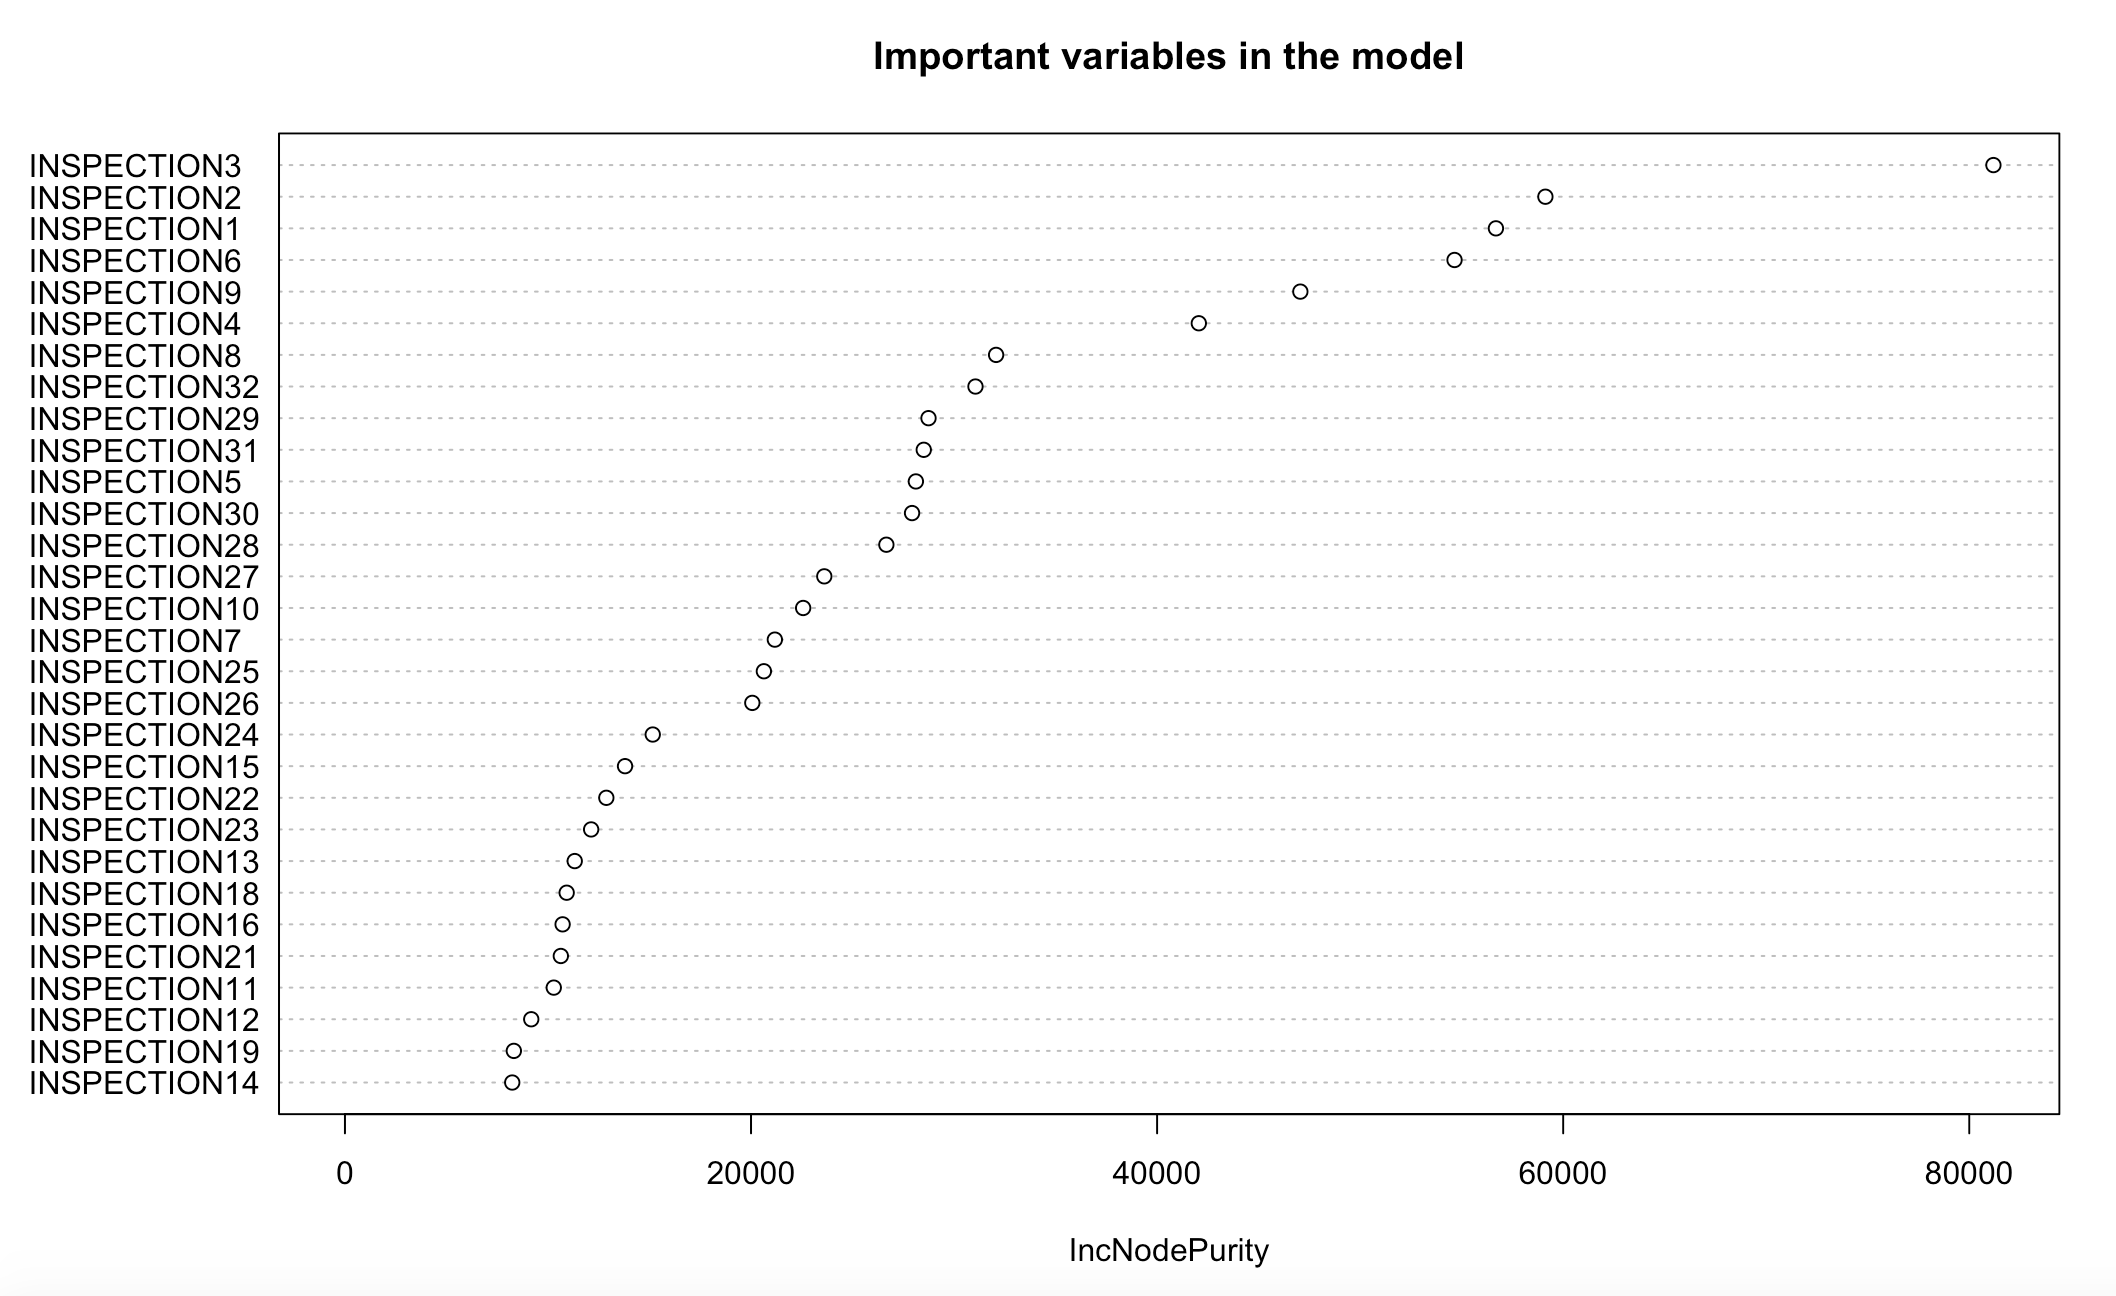 Important variables in the model
INSPECTION3
INSPECTION2
INSPECTION1
INSPECTION6
INSPECTION9
INSPECTION4
INSPECTION8
INSPECTION32
INSPECTION29
INSPECTION31
INSPECTION5
INSPECTION30
INSPECTION28
INSPECTION27
INSPECTION10
INSPECTION7
INSPECTION25
INSPECTION26
INSPECTION24
INSPECTION15
INSPECTION22
INSPECTION23
INSPECTION13
INSPECTION18
INSPECTION16
INSPECTION21
INSPECTION11
INSPECTION12
INSPECTION19
INSPECTION14
0 20000 40000 60000 80000
IncNodePurity